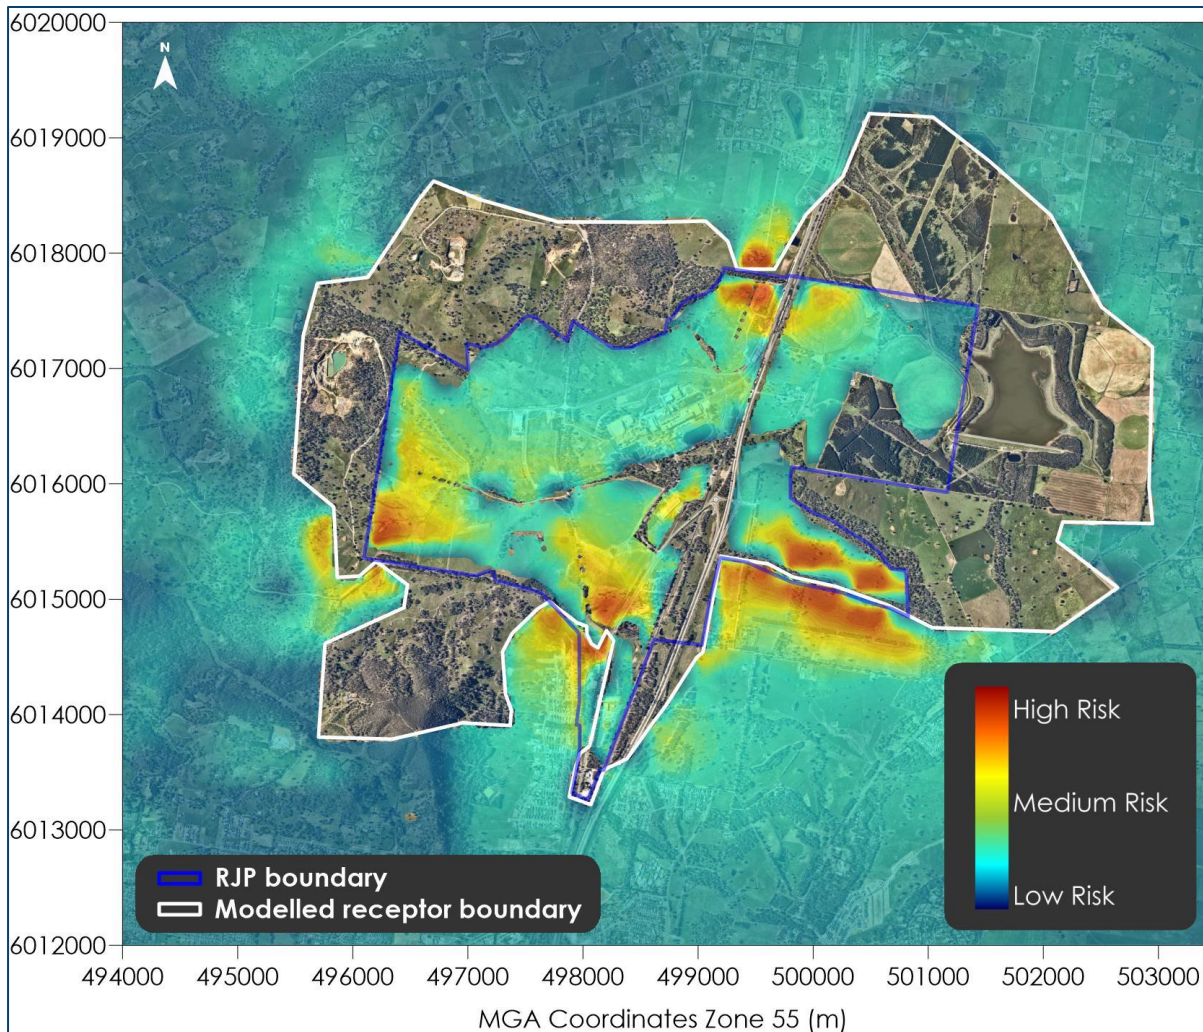 6020000
N
6019000
6018000
6017000
6016000
6015000
6014000
6013000
6012000
High Risk
Medium Risk
Low Risk
RJP boundary
Modelled receptor boundary
494000 495000 496000 497000 498000 499000 500000 501000 502000 503000
MGA Coordinates Zone 55 (m)